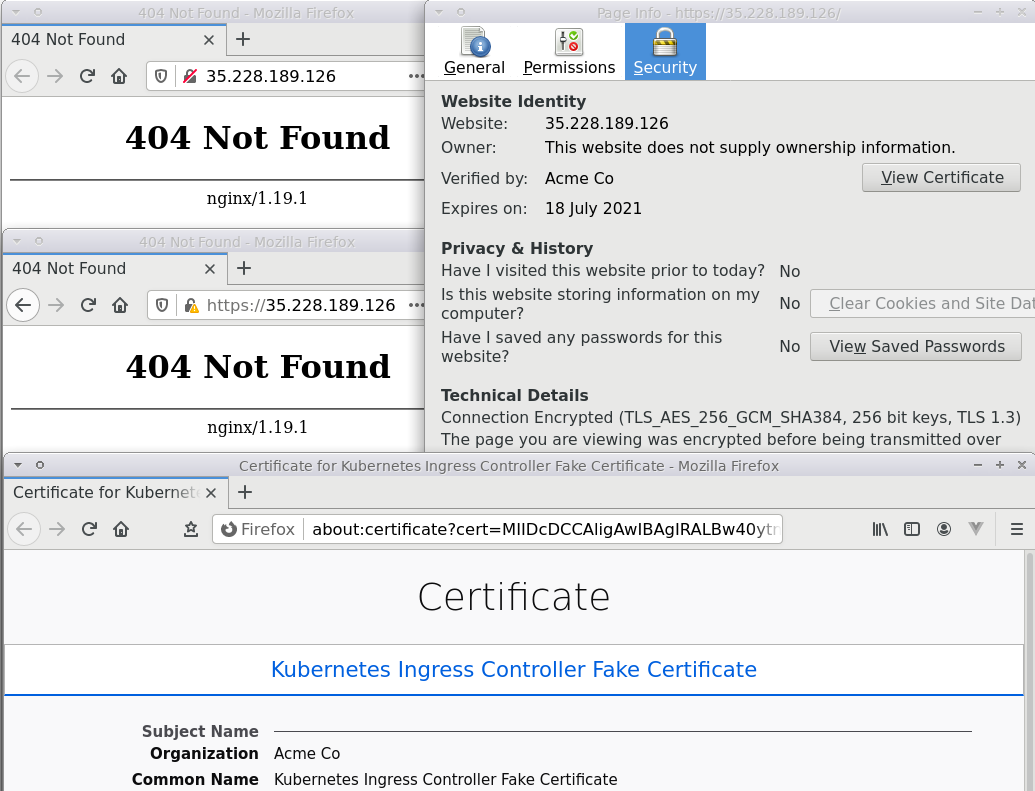 404 Not Found - Mozilla Firefox
404 Not Found
35.228.189.126
404 Not Found
nginx/1.19.1
404 Not Found - Mozilla Firefox
404 Not Found
https://35.228.189.126
404 Not Found
nginx/1.19.1
Page Info - https://35.228.189.126/
General Permissions Security
Website Identity
Website: 35.228.189.126
Owner: This website does not supply ownership information.
Verified by: Acme Co View Certificate
Expires on: 18 July 2021
Privacy & History
Have I visited this website prior to today? No
Is this website storing information on my
computer? No Clear Cookies and Site Dat
Have I saved any passwords for this
website? No View Saved Passwords
Technical Details
Connection Encrypted (TLS_AES_256_GCM_SHA384, 256 bit keys, TLS 1.3)
The page you are viewing was encrypted before being transmitted over
Certificate for Kubernetes Ingress Controller Fake Certificate - Mozilla Firefox
Certificate for Kubernet
Firefox about:certificate?cert=MIIDcDCCAligAwIBAgIRALBw40ytr
Certificate
Kubernetes Ingress Controller Fake Certificate
Subject Name
Organization Acme Co
Common Name Kubernetes Ingress Controller Fake Certificate